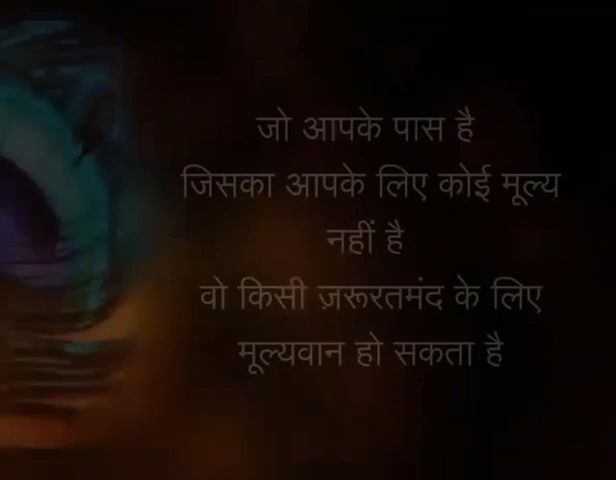 जो आपके पास है
जिसका आपके लिए कोई मूल्य
नहीं है
वो किसी ज़रूरतमंद के लिए
मूल्यवान हो सकता है